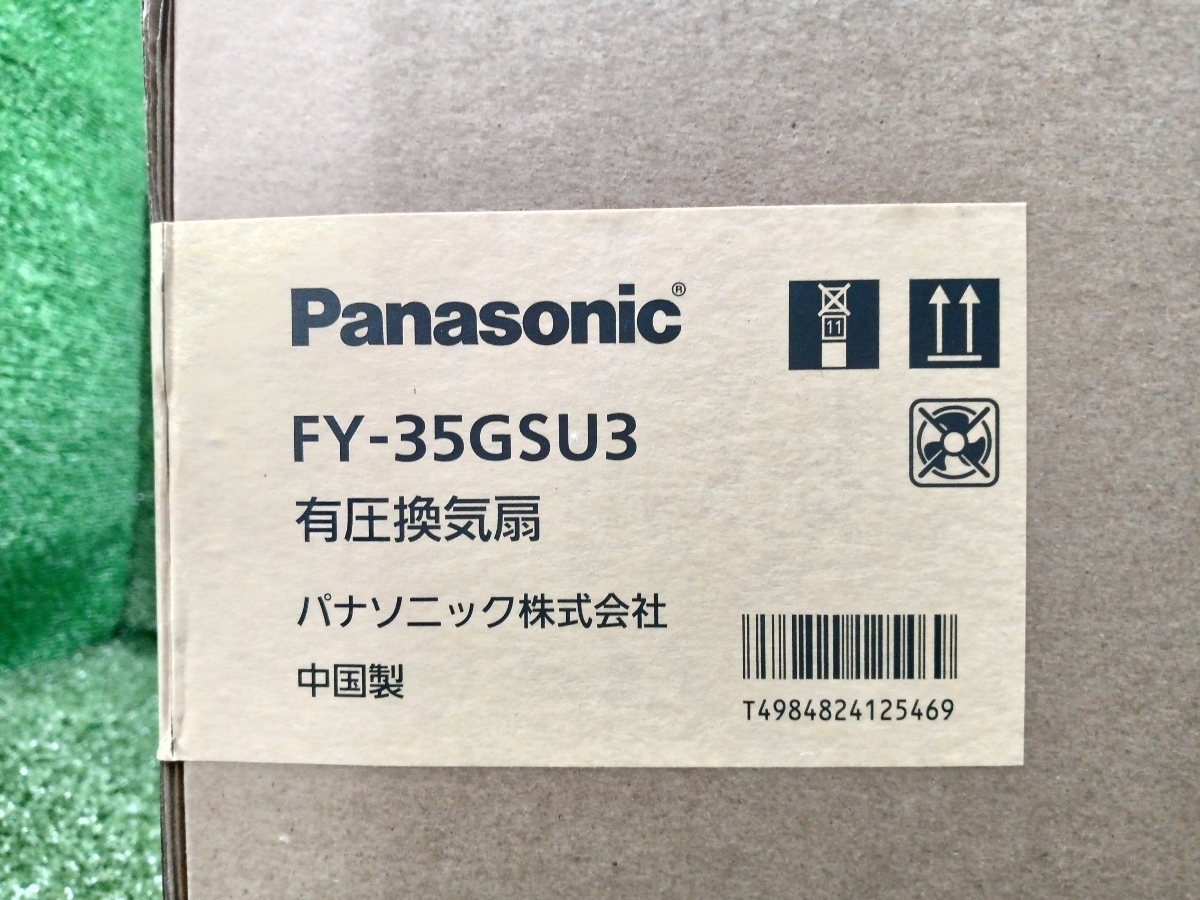 Panasonic®
11
FY-35GSU3
有圧換気扇
パナソニック株式会社
中国製
T4984824125469